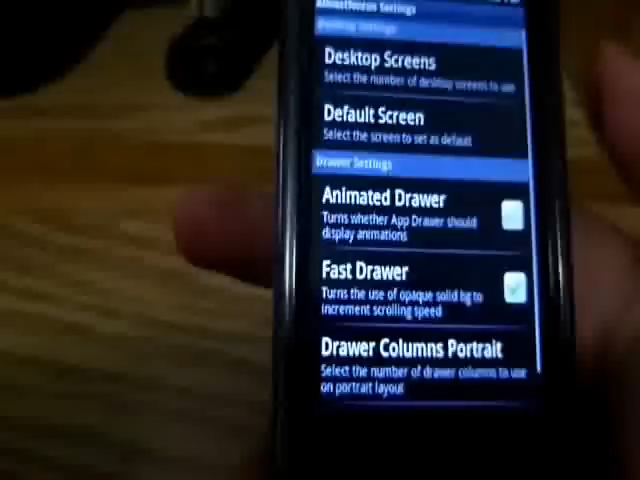 Settings
Desktop Settings
Desktop Screens
Select the number of desktop screens to use
Default Screen
Select the screen to set as default
Drawer Settings
Animated Drawer
Turns whether App Drawer should
display animations
Fast Drawer
Turns the use of opaque solid bg to
increment scrolling speed
Drawer Columns Portrait
Select the number of drawer columns to use
on portrait layout